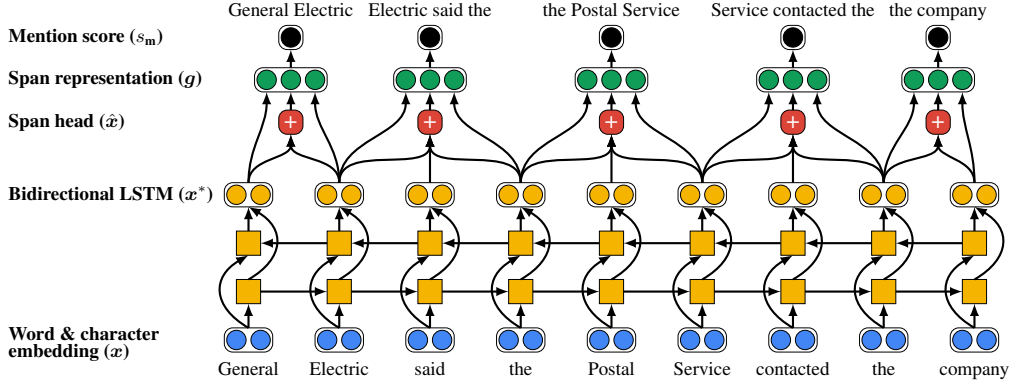 General Electric Electric said the the Postal Service Service contacted the the company
Mention score (sₘ)
Span representation (g)
Span head (x̂)
+ + + + +
Bidirectional LSTM (x*)
Word & character
embedding (x)
General Electric said the Postal Service contacted the company